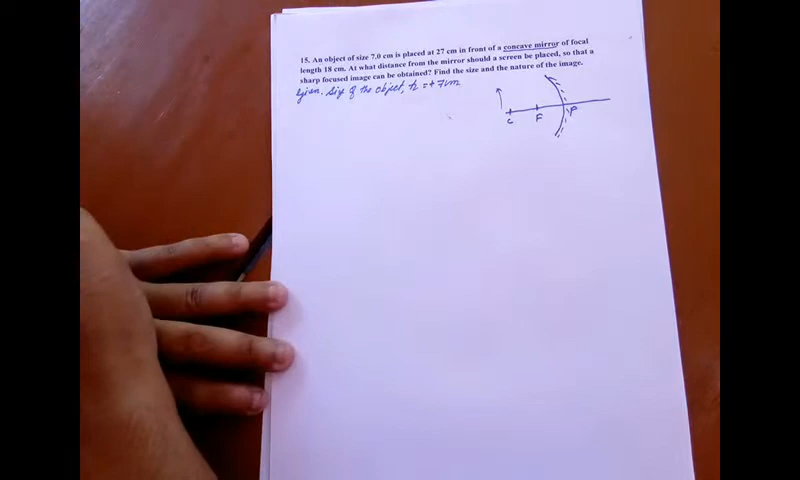 15. An object of size 7.0 cm is placed at 27 cm in front of a concave mirror of focal
length 18 cm. At what distance from the mirror should a screen be placed, so that a
sharp focused image can be obtained? Find the size and the nature of the image.
Given, Size of the object, h = + 7 cm
C F P